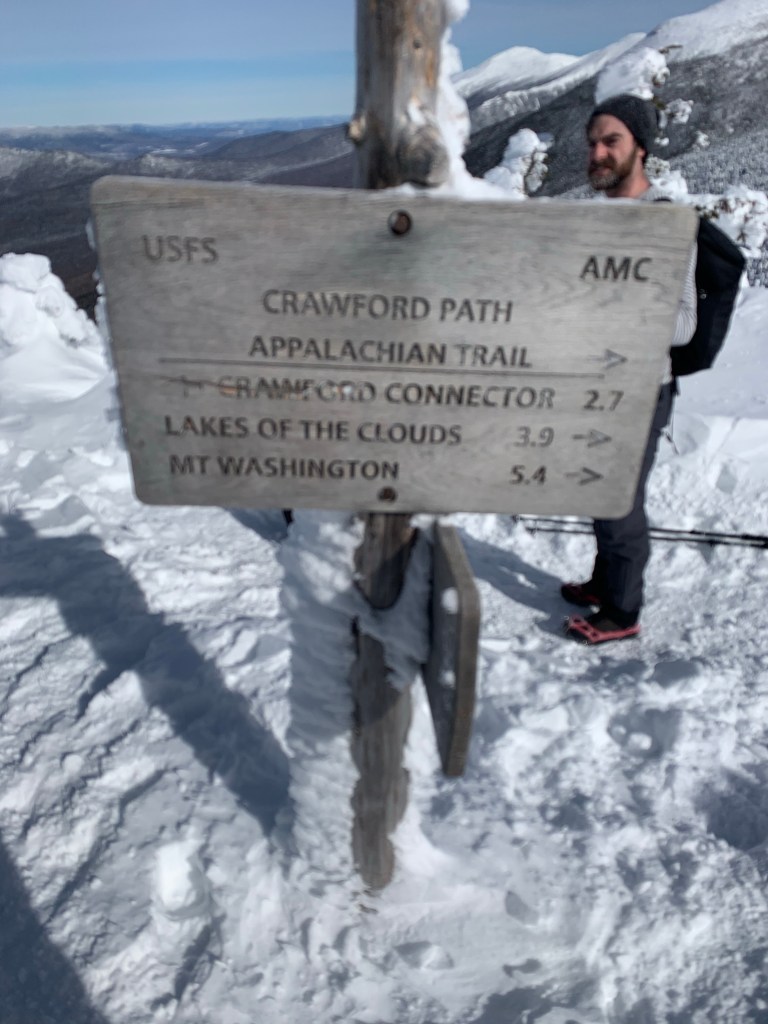 USFS AMC
CRAWFORD PATH
APPALACHIAN TRAIL →
CRAWFORD CONNECTOR 2.7
LAKES OF THE CLOUDS 3.9 →
MT WASHINGTON 5.4 →